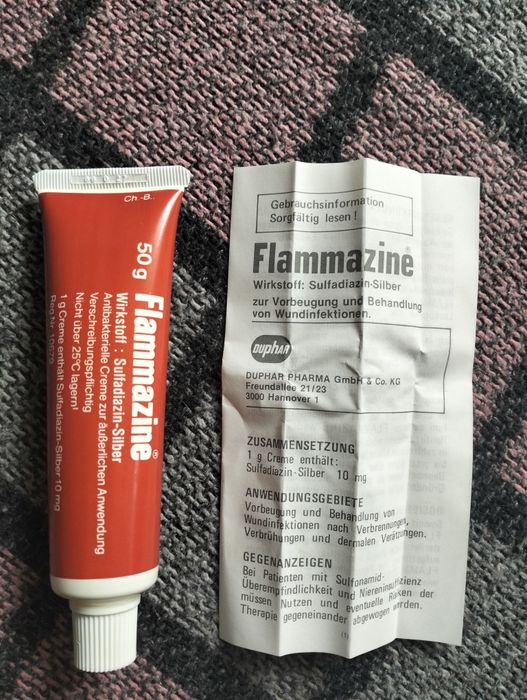 Ch.-B..
50 g
Flammazine®
Wirkstoff: Sulfadiazin-Silber
Antibakterielle Creme zur äußerlichen Anwendung
Verschreibungspflichtig
Nicht über 25°C lagern!
1 g Creme enthält Sulfadiazin-Silber 10 mg
Reg.Nr.
Gebrauchsinformation
Sorgfältig lesen!
Flammazine®
Wirkstoff: Sulfadiazin-Silber
zur Vorbeugung und Behandlung
von Wundinfektionen.
DUPHAR
DUPHAR PHARMA GmbH & Co. KG
Freundallee 21/23
3000 Hannover 1
ZUSAMMENSETZUNG
1 g Creme enthält:
Sulfadiazin-Silber 10 mg
ANWENDUNGSGEBIETE
Vorbeugung und Behandlung von
Wundinfektionen nach Verbrennungen,
Verbrühungen und dermalen Verätzungen.
GEGENANZEIGEN
Bei Patienten mit Sulfonamid-
Überempfindlichkeit und Niereninsuffizienz
müssen Nutzen und eventuelle Risiken der
Therapie gegeneinander abgewogen werden.
(1)